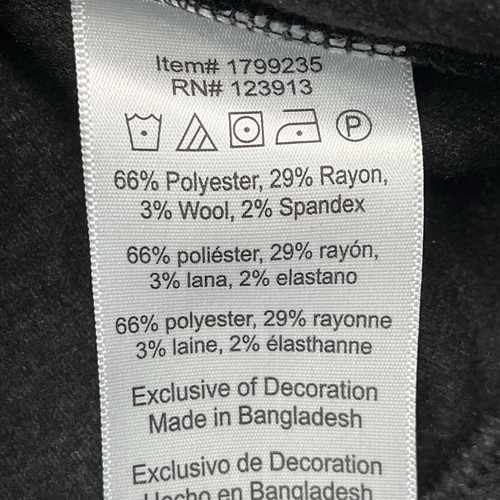 Item# 1799235
RN# 123913
P
66% Polyester, 29% Rayon,
3% Wool, 2% Spandex
66% poliéster, 29% rayón,
3% lana, 2% elastano
66% polyester, 29% rayonne
3% laine, 2% élasthanne
Exclusive of Decoration
Made in Bangladesh
Exclusivo de Decoration
Hecho en Bangladesh